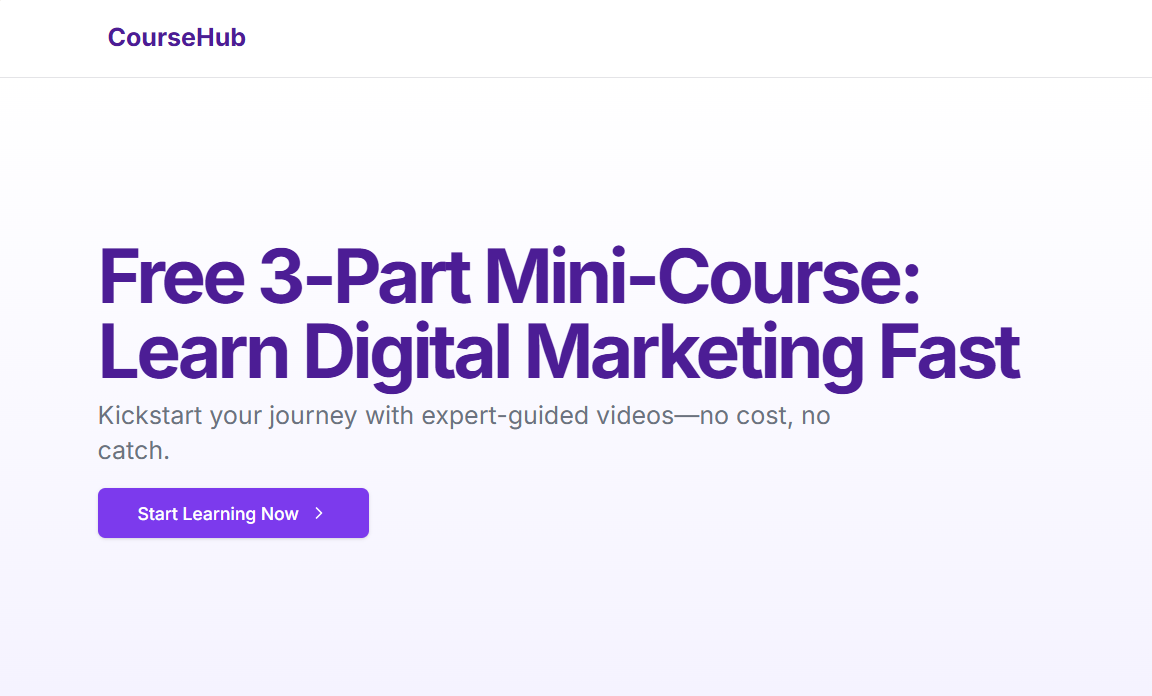 CourseHub
Free 3-Part Mini-Course:
Learn Digital Marketing Fast
Kickstart your journey with expert-guided videos—no cost, no
catch.
Start Learning Now